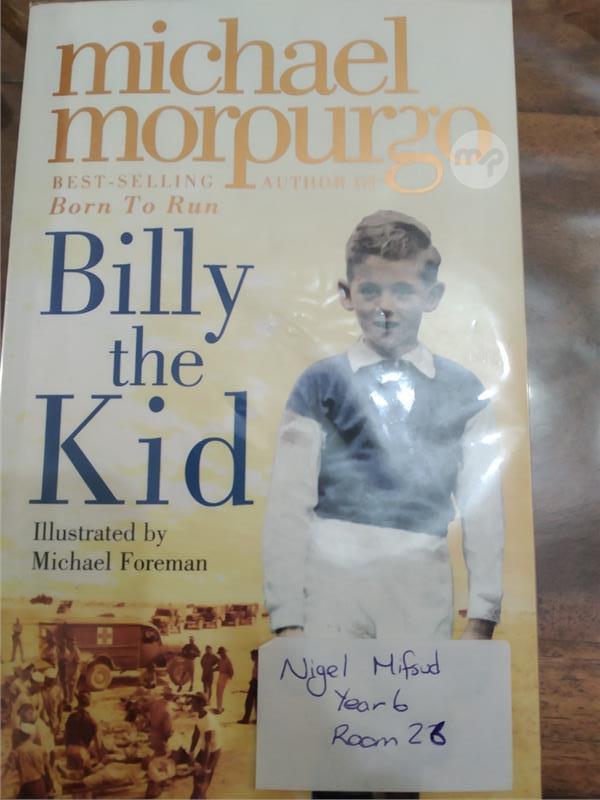 michael
morpurgo
BEST-SELLING AUTHOR OF
Born To Run
Billy
the
Kid
Illustrated by
Michael Foreman
Nigel Mifsud
Year 6
Room 26
mp